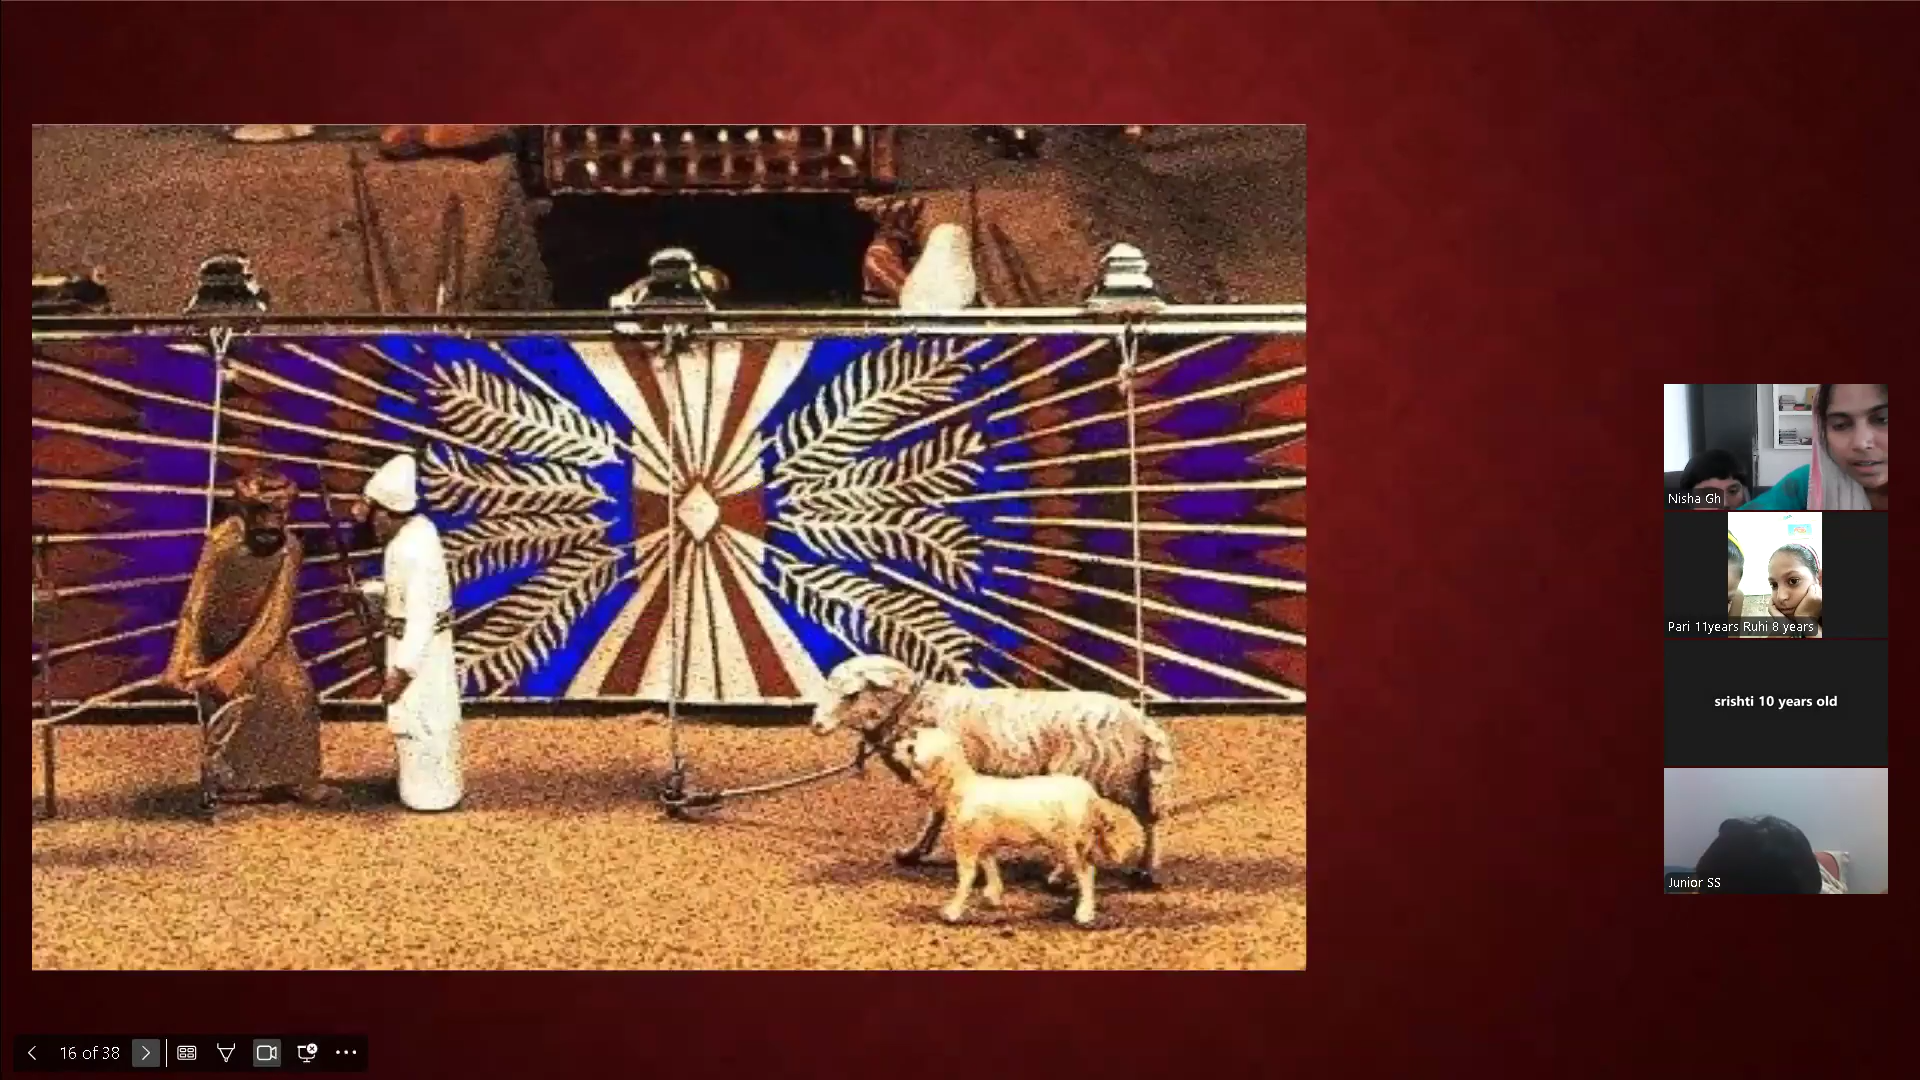 Nisha Gh
Pari 11years Ruhi 8 years
srishti 10 years old
Junior SS
16 of 38